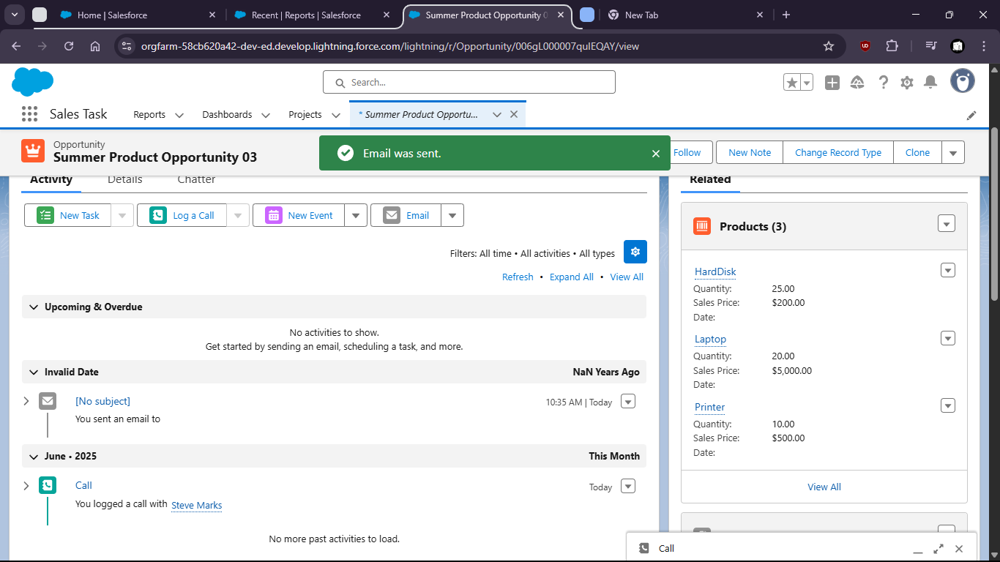 Home | Salesforce
Recent | Reports | Salesforce
Summer Product Opportunity 0
New Tab
orgfarm-58cb620a42-dev-ed.develop.lightning.force.com/lightning/r/Opportunity/006gL000007qulEQAY/view
UD
Search...
Sales Task
Reports
Dashboards
Projects
* Summer Product Opportu...
Opportunity
Summer Product Opportunity 03
Email was sent.
Follow
New Note
Change Record Type
Clone
Activity
Details
Chatter
Related
New Task
Log a Call
New Event
Email
Filters: All time • All activities • All types
Refresh • Expand All • View All
Upcoming & Overdue
No activities to show.
Get started by sending an email, scheduling a task, and more.
Invalid Date
NaN Years Ago
[No subject]
10:35 AM | Today
You sent an email to
June • 2025
This Month
Call
Today
You logged a call with Steve Marks
No more past activities to load.
Products (3)
HardDisk
Quantity: 25.00
Sales Price: $200.00
Date:
Laptop
Quantity: 20.00
Sales Price: $5,000.00
Date:
Printer
Quantity: 10.00
Sales Price: $500.00
Date:
View All
Call